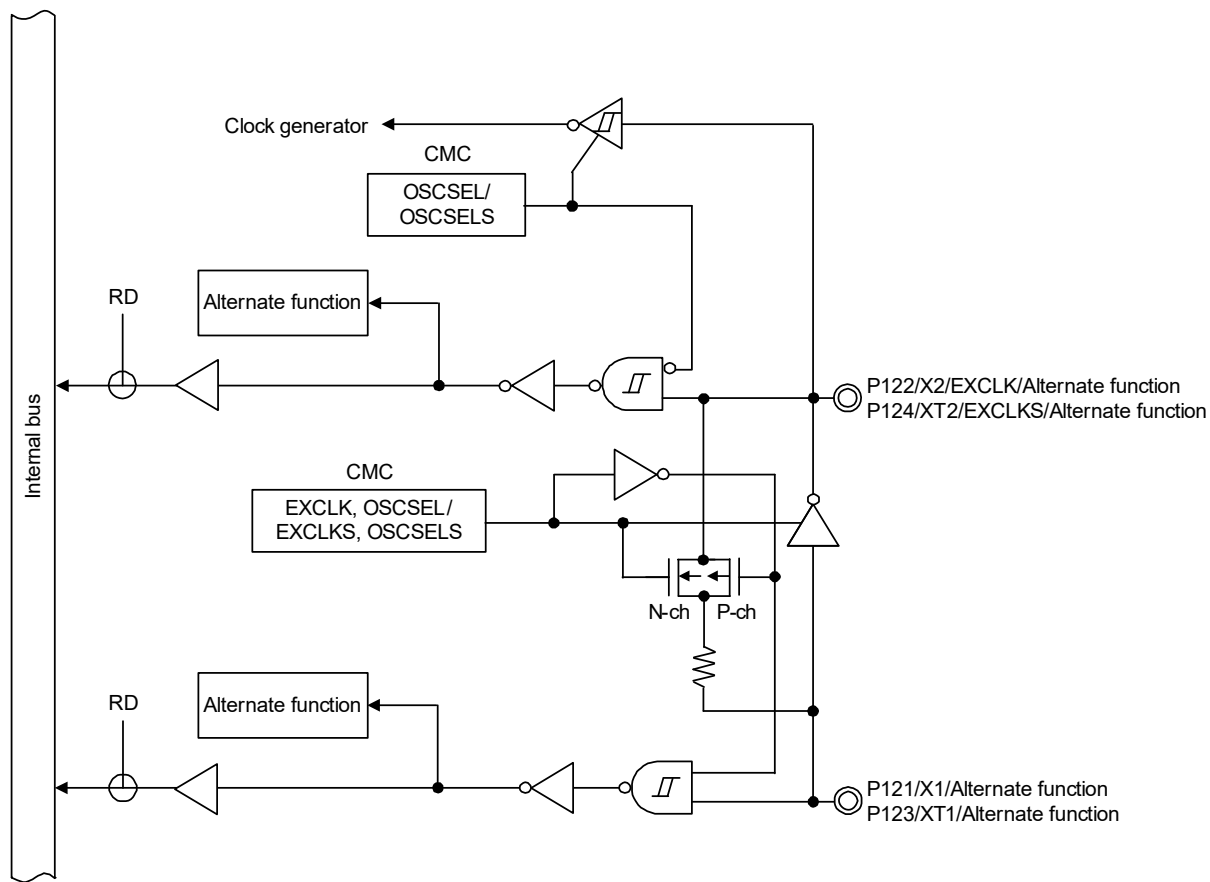 Clock generator
CMC
OSCSEL/
OSCSELS
RD
Alternate function
P122/X2/EXCLK/Alternate function
P124/XT2/EXCLKS/Alternate function
Internal bus
CMC
EXCLK, OSCSEL/
EXCLKS, OSCSELS
N-ch
P-ch
RD
Alternate function
P121/X1/Alternate function
P123/XT1/Alternate function